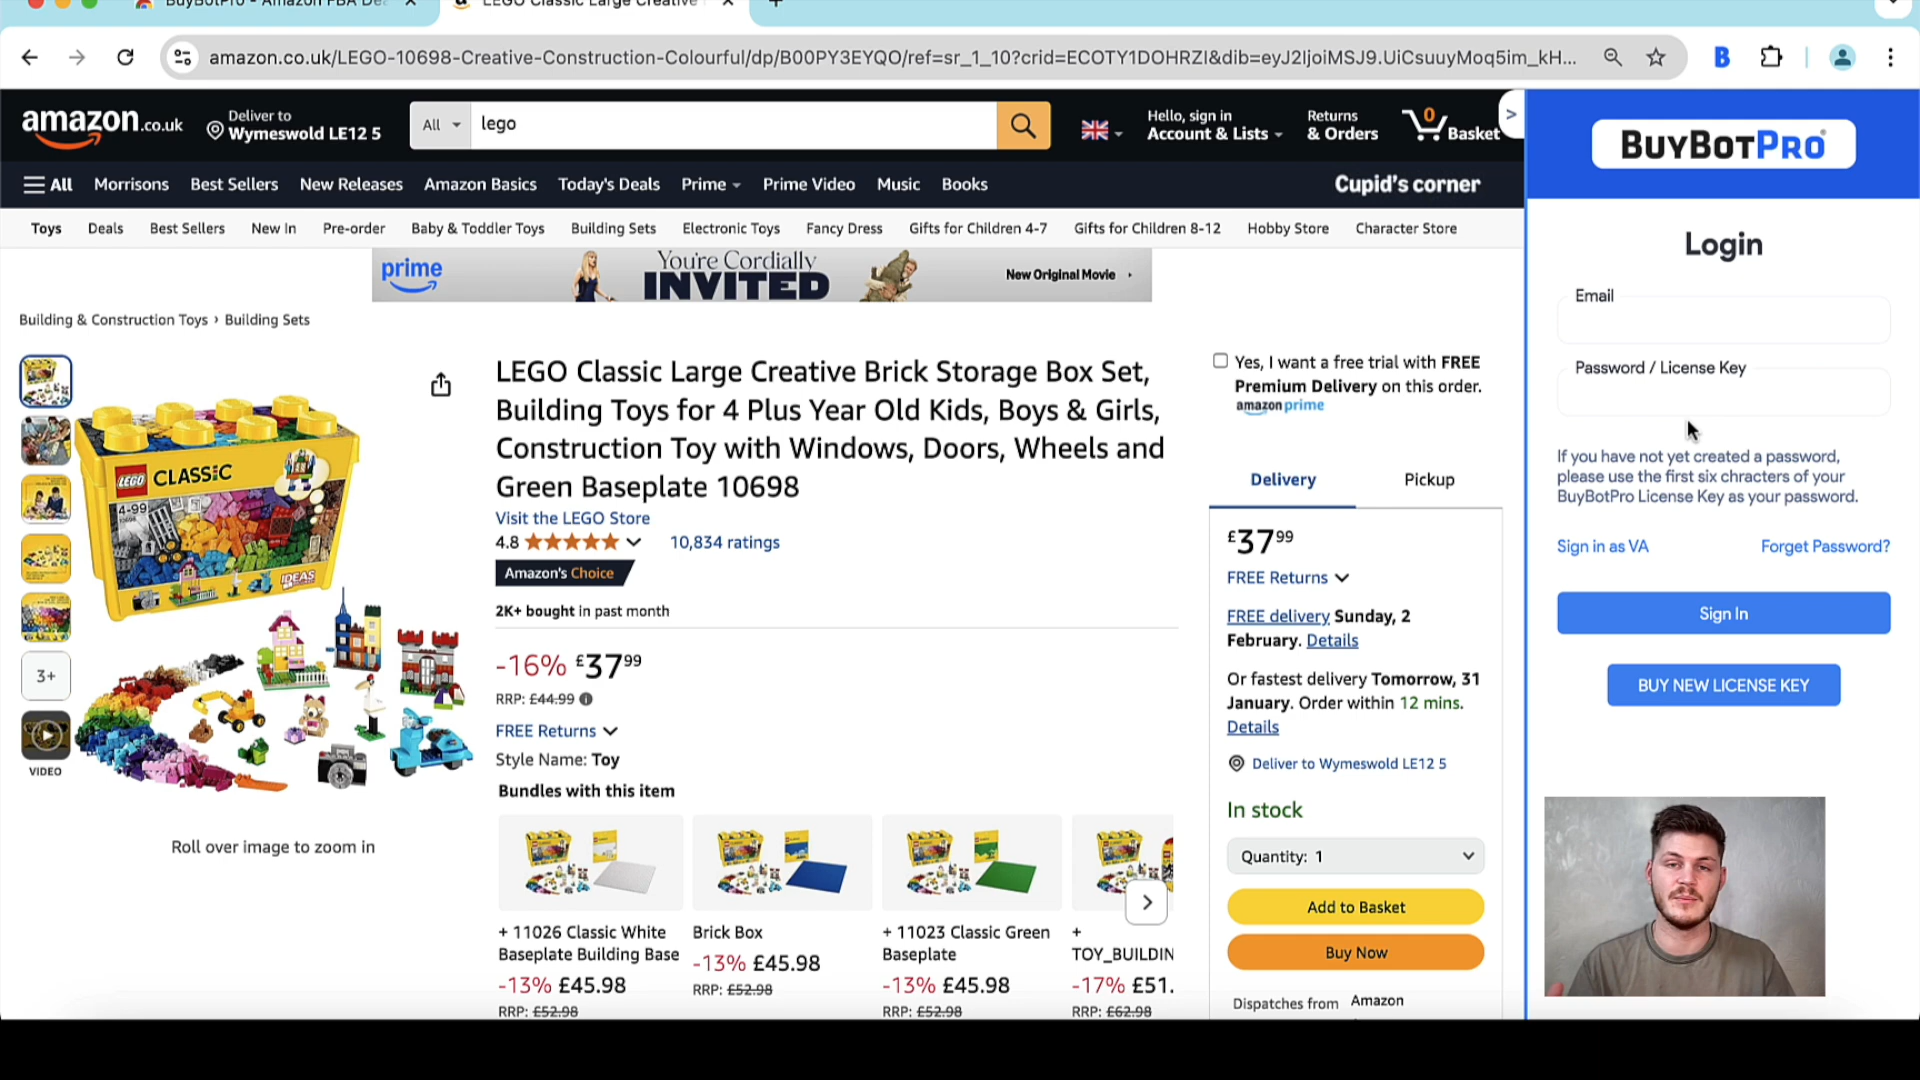 BuyBotPro - Amazon FBA Dea
LEGO Classic Large Creative
amazon.co.uk/LEGO-10698-Creative-Construction-Colourful/dp/B00PY3EYQO/ref=sr_1_10?crid=ECOTY1DOHRZI&dib=eyJ2IjoiMSJ9.UiCsuuyMoq5im_kH...
amazon.co.uk
Deliver to
Wymeswold LE12 5
All
lego
Hello, sign in
Account & Lists
Returns
& Orders
0
Basket
>
All
Morrisons
Best Sellers
New Releases
Amazon Basics
Today's Deals
Prime
Prime Video
Music
Books
Cupid's corner
Toys
Deals
Best Sellers
New In
Pre-order
Baby & Toddler Toys
Building Sets
Electronic Toys
Fancy Dress
Gifts for Children 4-7
Gifts for Children 8-12
Hobby Store
Character Store
prime
You're Cordially
INVITED
New Original Movie
Building & Construction Toys › Building Sets
LEGO CLASSIC
4-99
10698
IDEAS
3+
VIDEO
Roll over image to zoom in
LEGO Classic Large Creative Brick Storage Box Set,
Building Toys for 4 Plus Year Old Kids, Boys & Girls,
Construction Toy with Windows, Doors, Wheels and
Green Baseplate 10698
Visit the LEGO Store
4.8
10,834 ratings
Amazon's Choice
2K+ bought in past month
-16% £37 99
RRP: £44.99
FREE Returns
Style Name: Toy
Bundles with this item
+ 11026 Classic White
Baseplate Building Base
-13% £45.98
RRP: £52.98
Brick Box
-13% £45.98
RRP: £52.98
+ 11023 Classic Green
Baseplate
-13% £45.98
RRP: £52.98
+
TOY_BUILDIN
-17% £51.
RRP: £62.98
Yes, I want a free trial with FREE
Premium Delivery on this order.
amazon prime
Delivery
Pickup
£37 99
FREE Returns
FREE delivery Sunday, 2
February. Details
Or fastest delivery Tomorrow, 31
January. Order within 12 mins.
Details
Deliver to Wymeswold LE12 5
In stock
Quantity: 1
Add to Basket
Buy Now
Dispatches from Amazon
BuyBotPro
Login
Email
Password / License Key
If you have not yet created a password,
please use the first six chracters of your
BuyBotPro License Key as your password.
Sign in as VA
Forget Password?
Sign In
BUY NEW LICENSE KEY